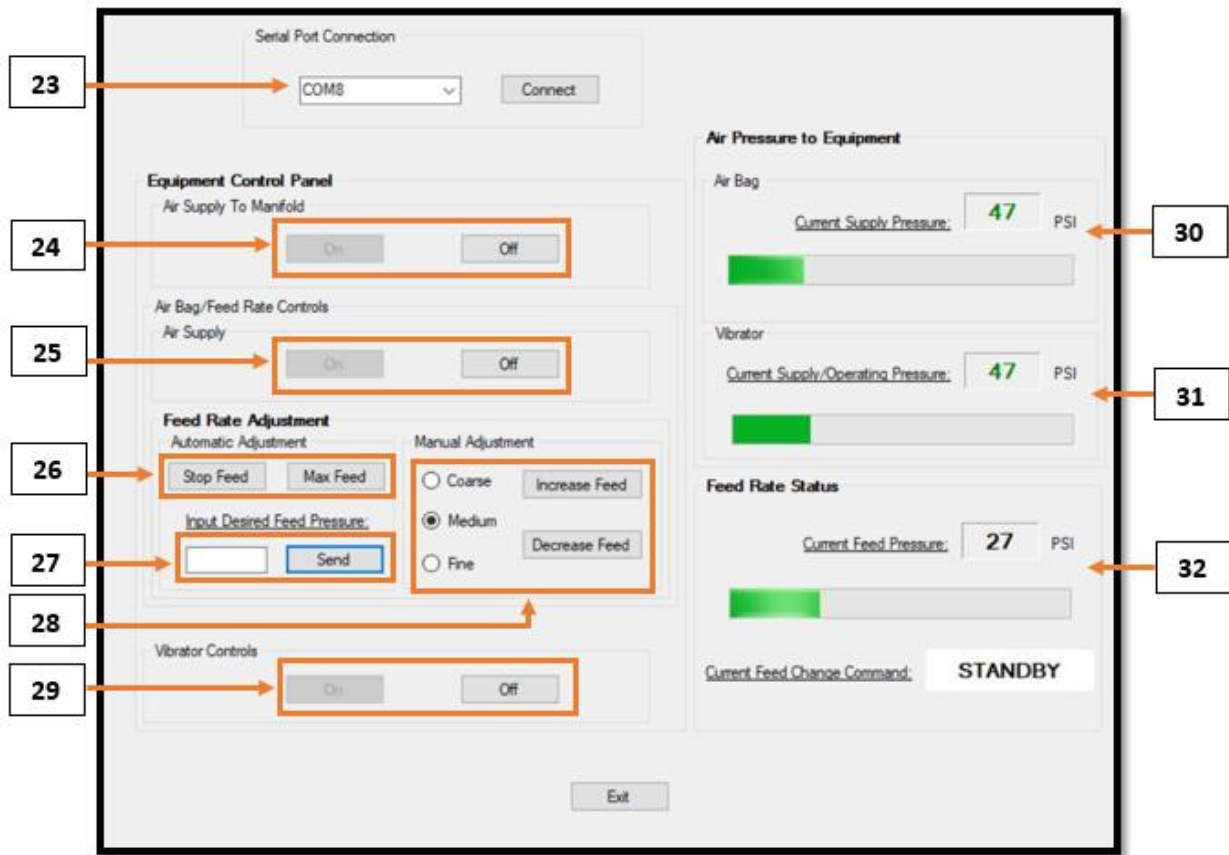 Serial Port Connection
23
COM8
Connect
Equipment Control Panel
Air Supply To Manifold
24
On
Off
Air Bag/Feed Rate Controls
Air Supply
25
On
Off
Feed Rate Adjustment
Automatic Adjustment
26
Stop Feed
Max Feed
Input Desired Feed Pressure:
27
Send
Manual Adjustment
Coarse
Increase Feed
Medium
Decrease Feed
Fine
28
Vibrator Controls
29
On
Off
Air Pressure to Equipment
Air Bag
Current Supply Pressure:
47
PSI
30
Vibrator
Current Supply/Operating Pressure:
47
PSI
31
Feed Rate Status
Current Feed Pressure:
27
PSI
32
Current Feed Change Command:
STANDBY
Exit